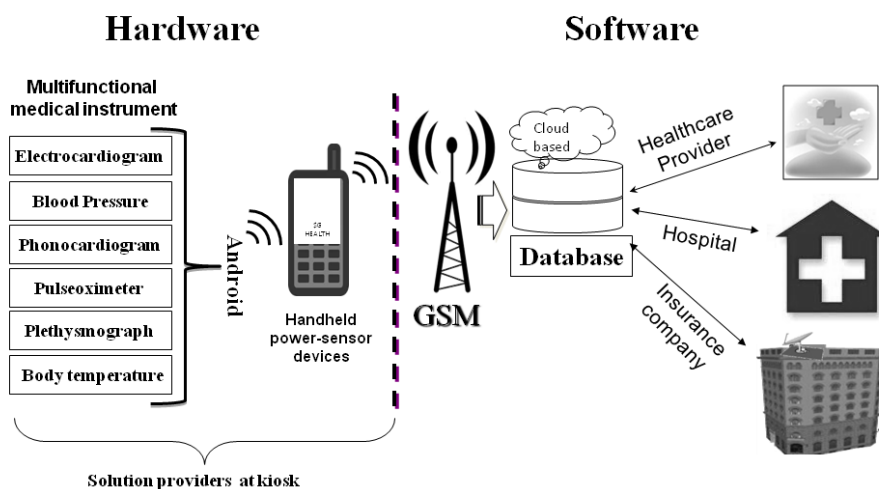 Hardware
Software
Multifunctional
medical instrument
Electrocardiogram
Blood Pressure
Phonocardiogram
Pulseoximeter
Plethysmograph
Body temperature
Android
HEALTH
Handheld
power-sensor
devices
Solution providers at kiosk
GSM
Cloud
based
Database
Healthcare
Provider
Hospital
Insurance
company